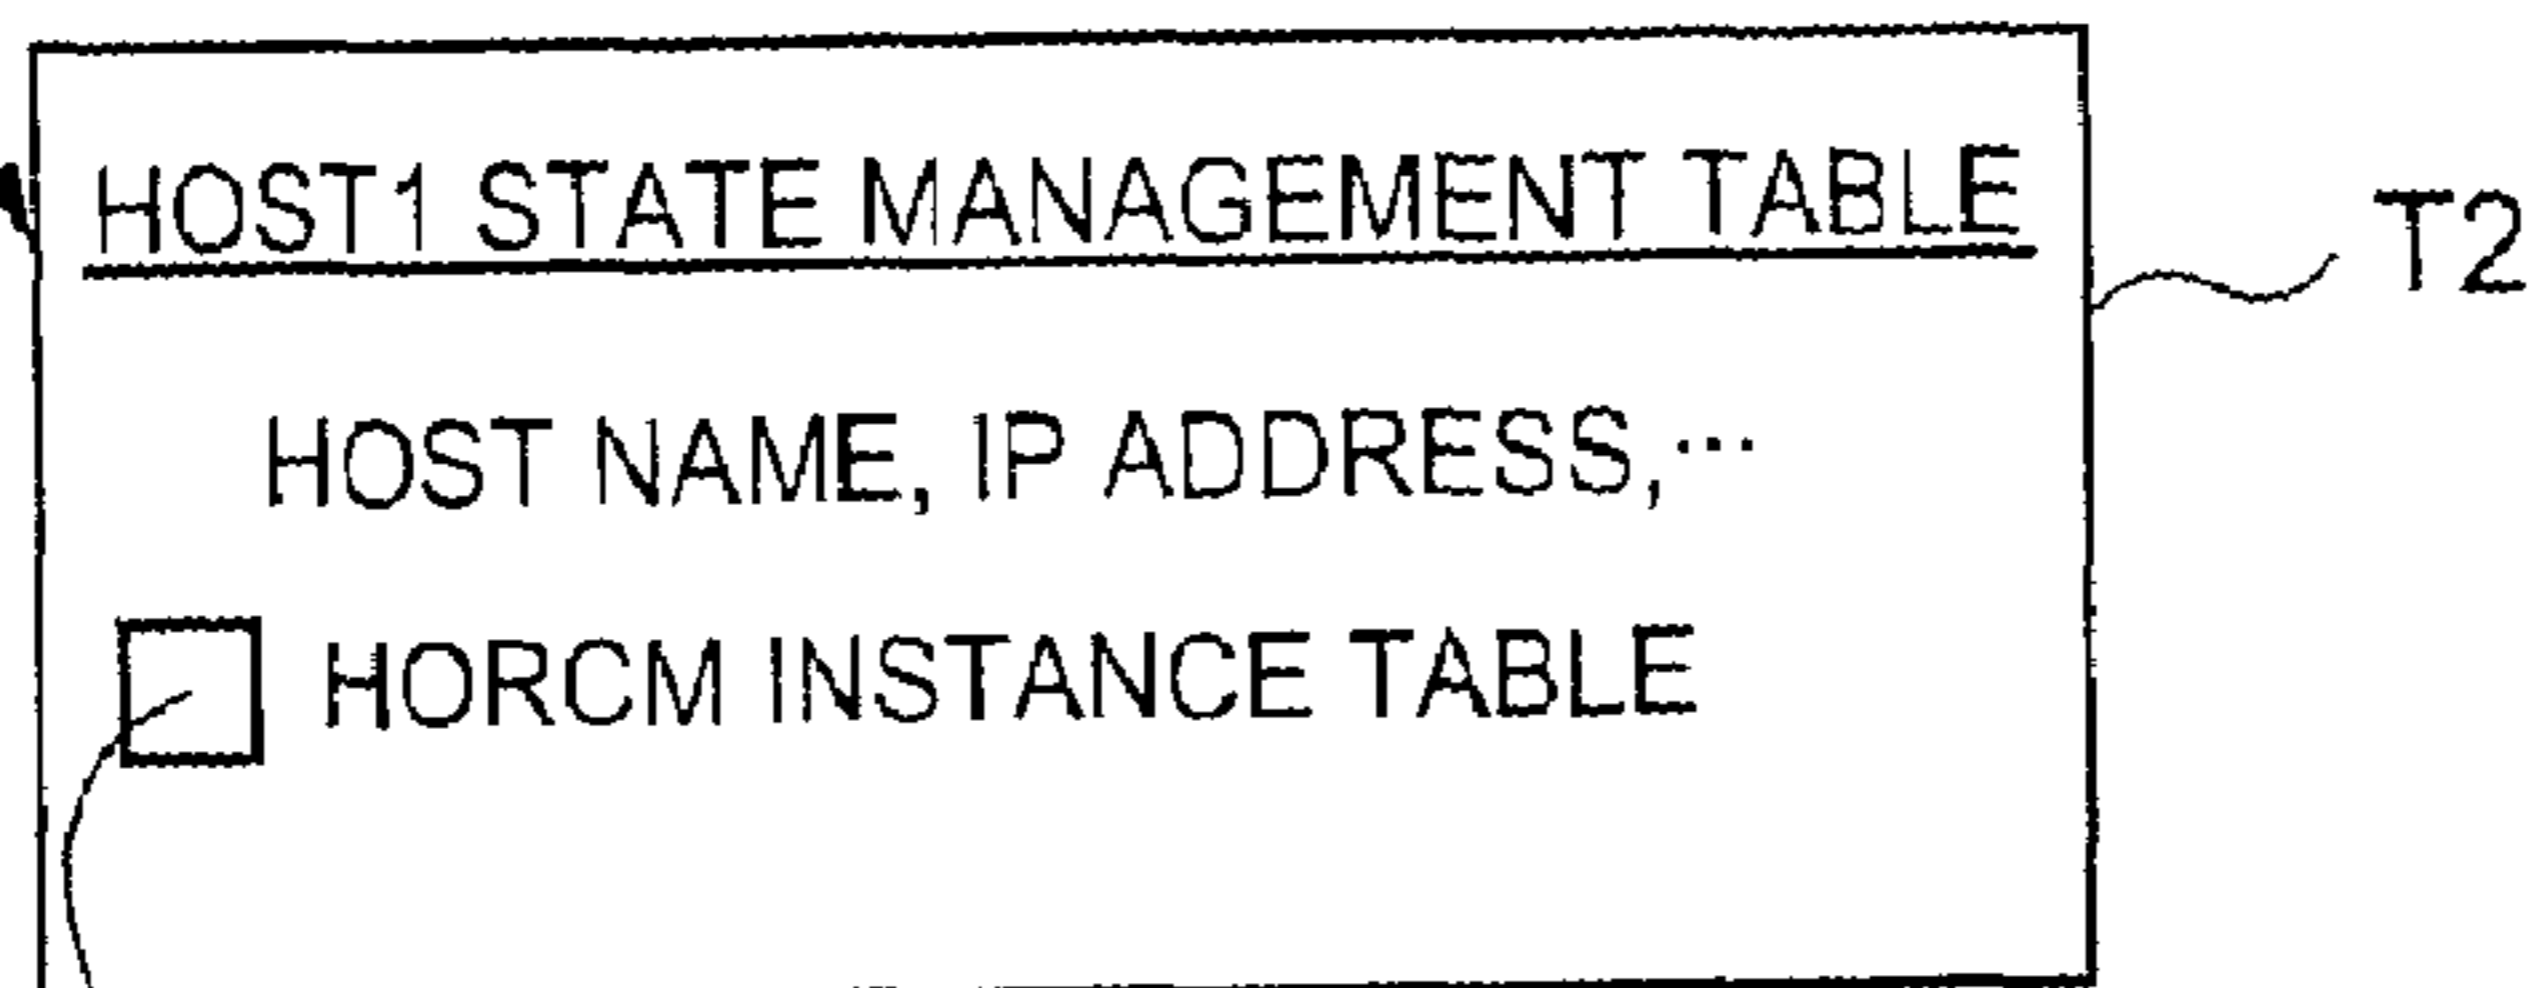 HOST1 STATE MANAGEMENT TABLE
T2
HOST NAME, IP ADDRESS,···
HORCM INSTANCE TABLE